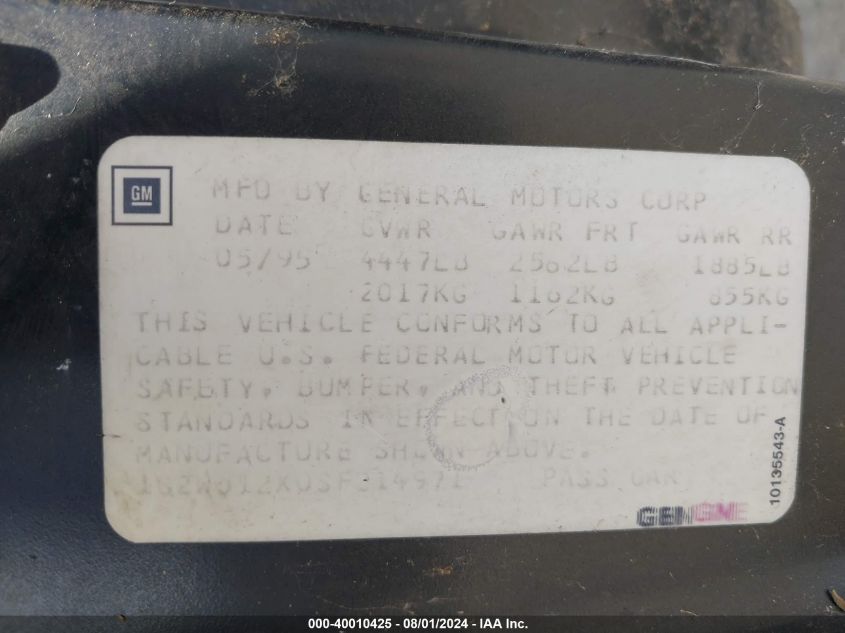 GM
MFD BY GENERAL MOTORS CORP
DATE GVWR GAWR FRT GAWR RR
05/95 4447LB 2562LB 1885LB
2017KG 1162KG 855KG
THIS VEHICLE CONFORMS TO ALL APPLI-
CABLE U.S. FEDERAL MOTOR VEHICLE
SAFETY, BUMPER, AND THEFT PREVENTION
STANDARDS IN EFFECT ON THE DATE OF
MANUFACTURE SHOWN ABOVE.
PASS CAR
10135543-A
000-40010425 - 08/01/2024 - IAA Inc.